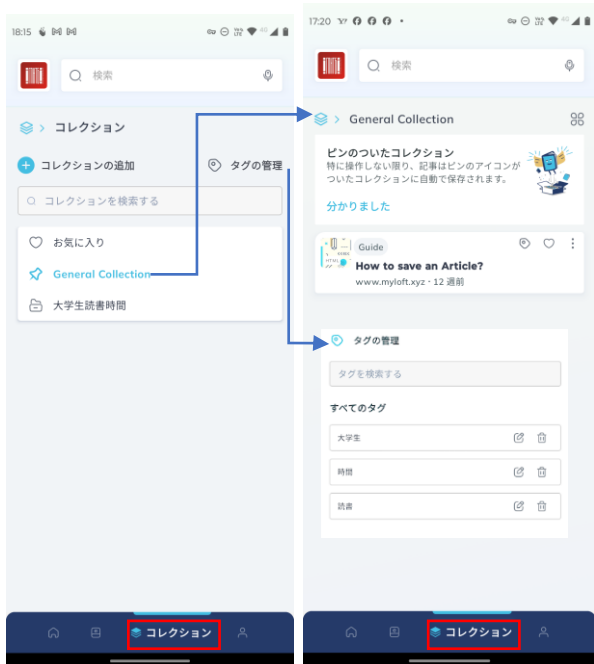 18:15
検索
コレクション
コレクションの追加
タグの管理
コレクションを検索する
お気に入り
General Collection
大学生読書時間
コレクション
17:20
検索
General Collection
ピンのついたコレクション
特に操作しない限り、記事はピンのアイコンが
ついたコレクションに自動で保存されます。
分かりました
Guide
How to save an Article?
www.myloft.xyz・12 週前
タグの管理
タグを検索する
すべてのタグ
大学生
時間
読書
コレクション